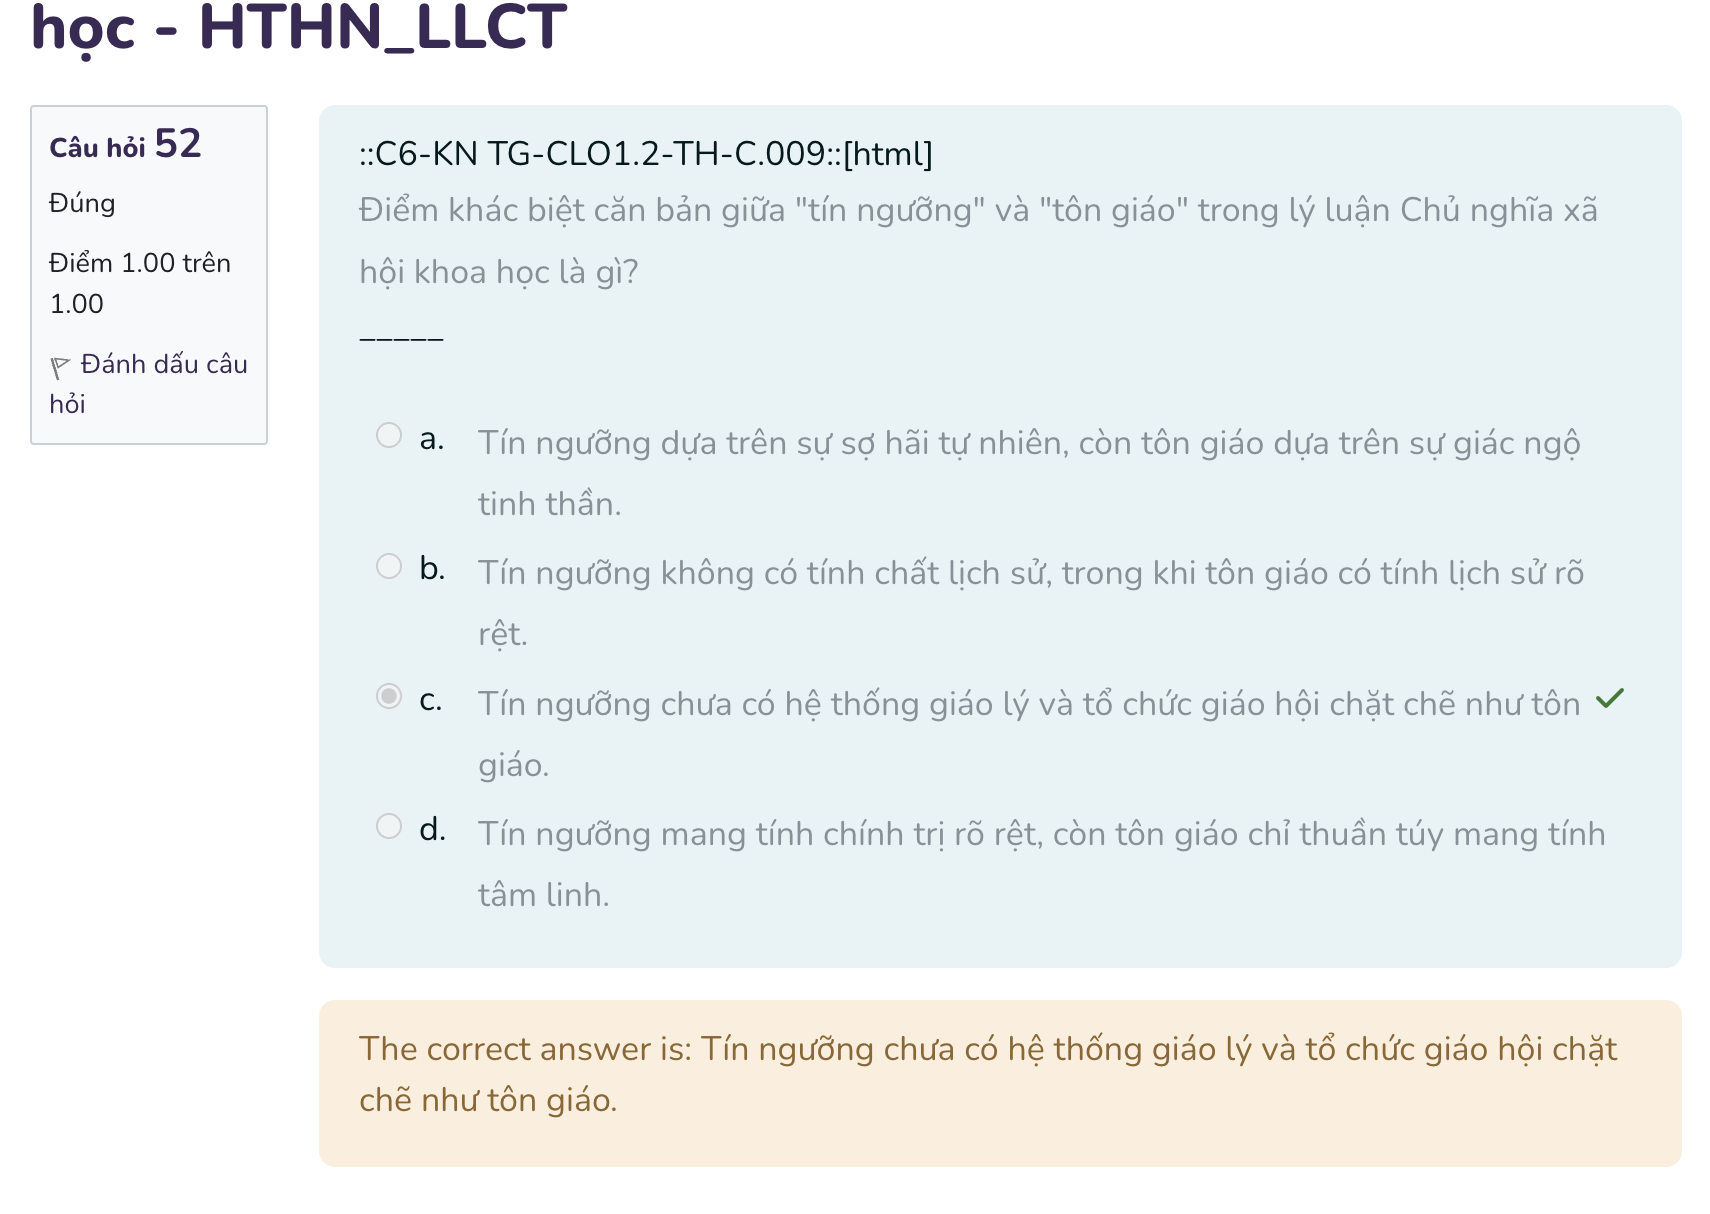 học - HTHN_LLCT
Câu hỏi 52
Đúng
Điểm 1.00 trên
1.00
Đánh dấu câu
hỏi
::C6-KN TG-CLO1.2-TH-C.009::[html]
Điểm khác biệt căn bản giữa "tín ngưỡng" và "tôn giáo" trong lý luận Chủ nghĩa xã
hội khoa học là gì?
_____
a. Tín ngưỡng dựa trên sự sợ hãi tự nhiên, còn tôn giáo dựa trên sự giác ngộ
tinh thần.
b. Tín ngưỡng không có tính chất lịch sử, trong khi tôn giáo có tính lịch sử rõ
rệt.
c. Tín ngưỡng chưa có hệ thống giáo lý và tổ chức giáo hội chặt chẽ như tôn
giáo.
d. Tín ngưỡng mang tính chính trị rõ rệt, còn tôn giáo chỉ thuần túy mang tính
tâm linh.
The correct answer is: Tín ngưỡng chưa có hệ thống giáo lý và tổ chức giáo hội chặt
chẽ như tôn giáo.